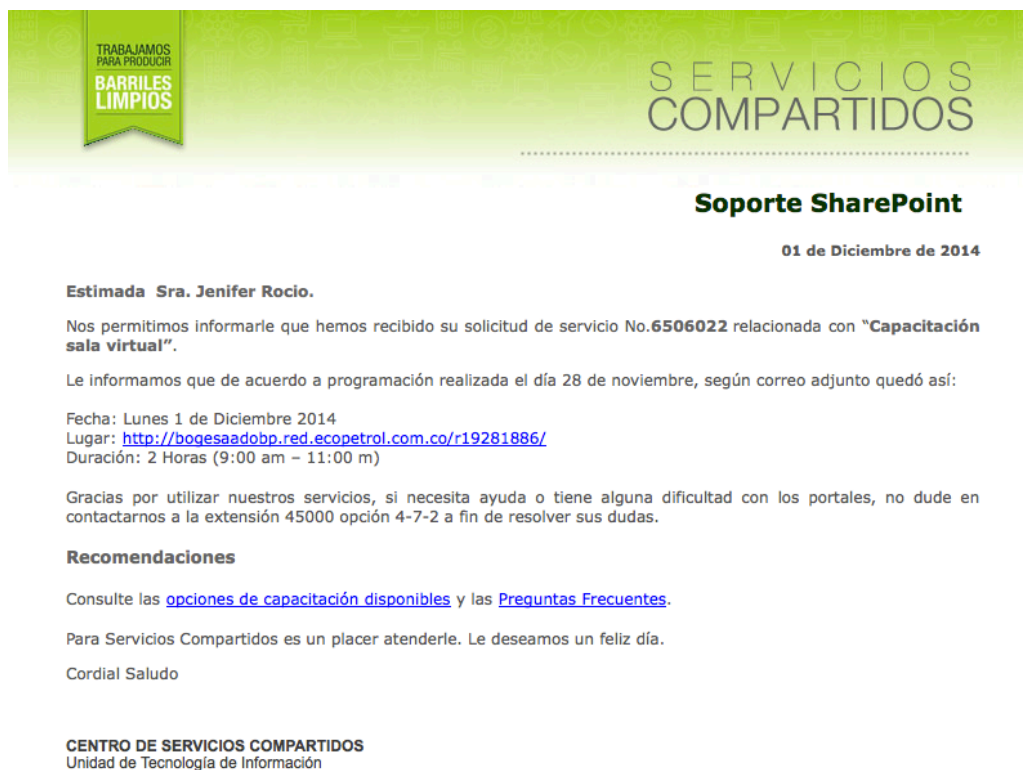 TRABAJAMOS
PARA PRODUCIR
BARRILES
LIMPIOS
SERVICIOS
COMPARTIDOS
Soporte SharePoint
01 de Diciembre de 2014
Estimada  Sra. Jenifer Rocio.
Nos permitimos informarle que hemos recibido su solicitud de servicio No.6506022 relacionada con “Capacitación
sala virtual”.
Le informamos que de acuerdo a programación realizada el día 28 de noviembre, según correo adjunto quedó así:
Fecha: Lunes 1 de Diciembre 2014
Lugar: http://bogesaadobp.red.ecopetrol.com.co/r19281886/
Duración: 2 Horas (9:00 am – 11:00 m)
Gracias por utilizar nuestros servicios, si necesita ayuda o tiene alguna dificultad con los portales, no dude en
contactarnos a la extensión 45000 opción 4-7-2 a fin de resolver sus dudas.
Recomendaciones
Consulte las opciones de capacitación disponibles y las Preguntas Frecuentes.
Para Servicios Compartidos es un placer atenderle. Le deseamos un feliz día.
Cordial Saludo
CENTRO DE SERVICIOS COMPARTIDOS
Unidad de Tecnología de Información